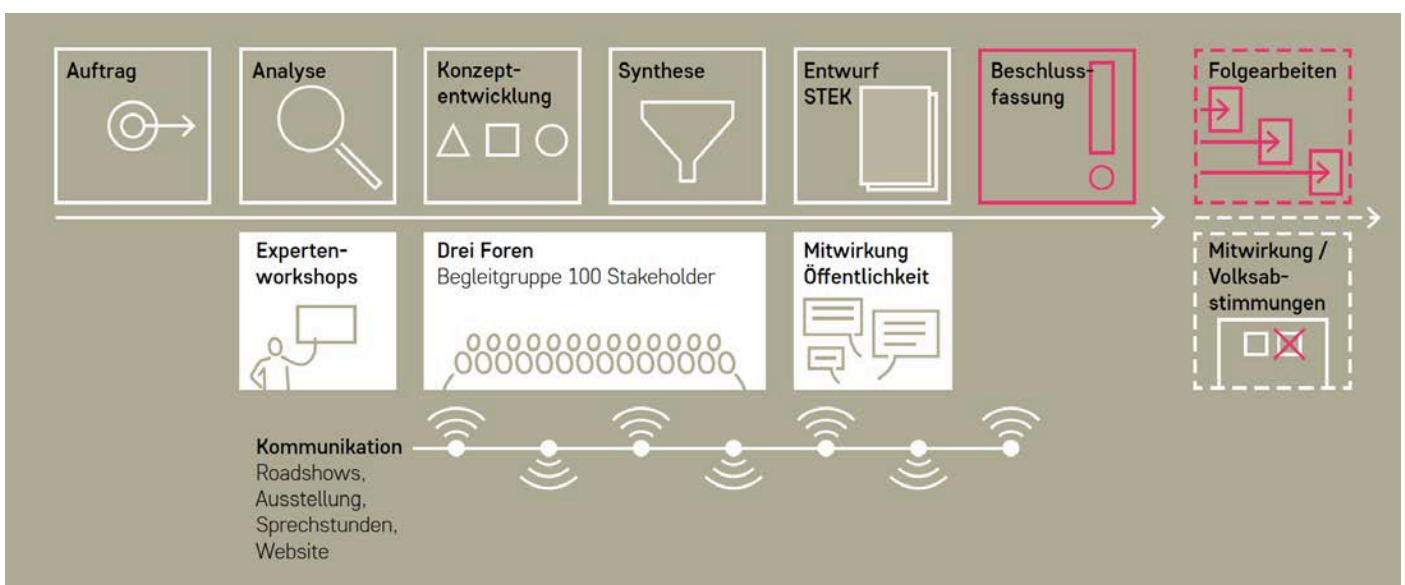 Auftrag
Analyse
Konzept-
entwicklung
Synthese
Entwurf
STEK
Beschluss-
fassung
Folgearbeiten
Experten-
workshops
Drei Foren
Begleitgruppe 100 Stakeholder
Mitwirkung
Öffentlichkeit
Mitwirkung /
Volksab-
stimmungen
Kommunikation
Roadshows,
Ausstellung,
Sprechstunden,
Website